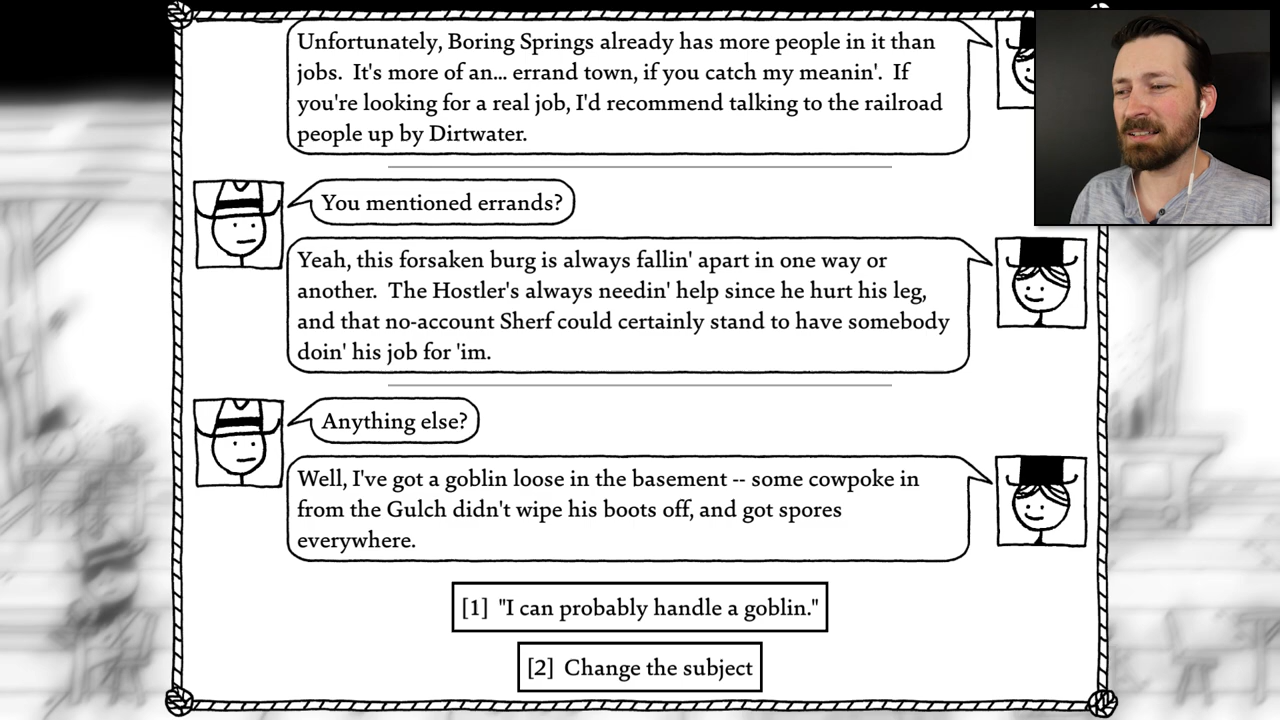 Unfortunately, Boring Springs already has more people in it than
jobs. It's more of an... errand town, if you catch my meanin'. If
you're looking for a real job, I'd recommend talking to the railroad
people up by Dirtwater.
You mentioned errands?
Yeah, this forsaken burg is always fallin' apart in one way or
another. The Hostler's always needin' help since he hurt his leg,
and that no-account Sherf could certainly stand to have somebody
doin' his job for 'im.
Anything else?
Well, I've got a goblin loose in the basement -- some cowpoke in
from the Gulch didn't wipe his boots off, and got spores
everywhere.
[1] "I can probably handle a goblin."
[2] Change the subject